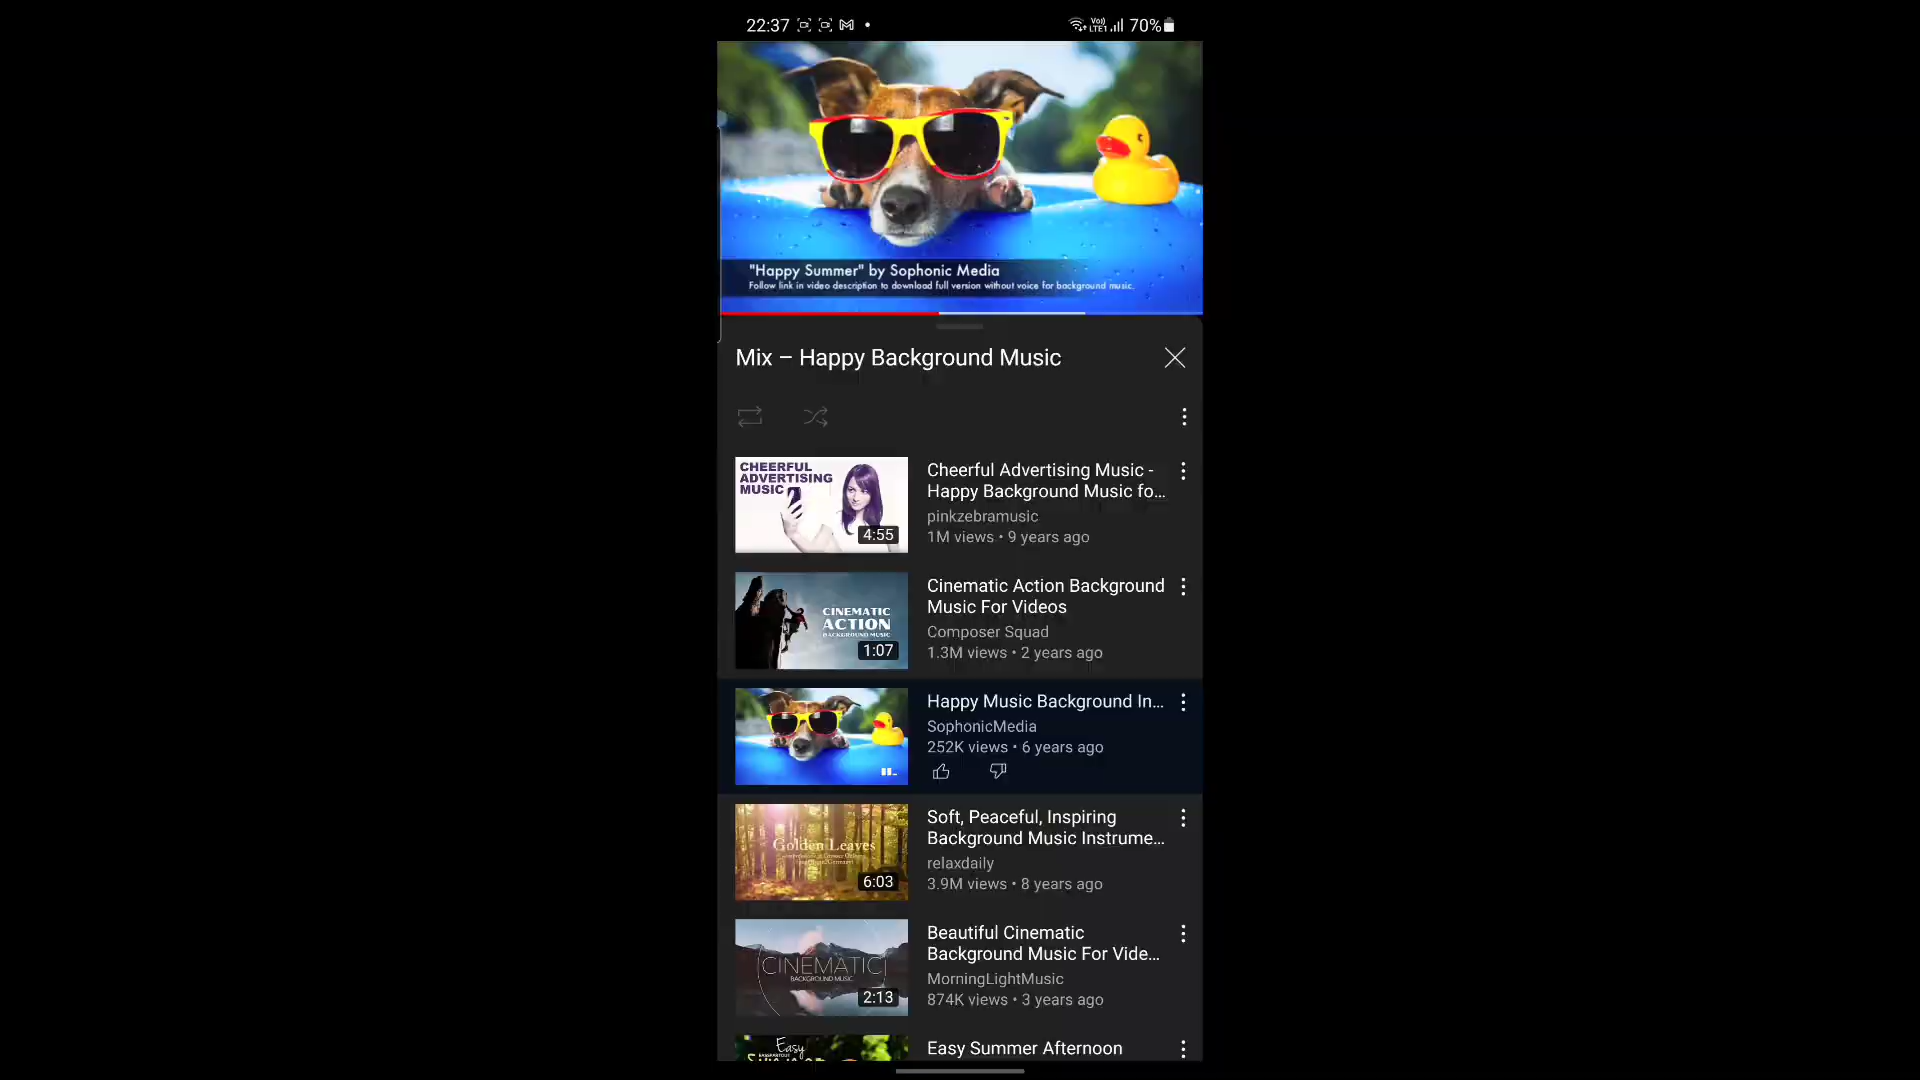 22:37
Vo))
LTE1
70%
"Happy Summer" by Sophonic Media
Follow link in video description to download full version without voice for background music.
Mix – Happy Background Music
CHEERFUL
ADVERTISING
MUSIC
4:55
Cheerful Advertising Music -
Happy Background Music fo...
pinkzebramusic
1M views • 9 years ago
CINEMATIC
ACTION
BACKGROUND MUSIC
1:07
Cinematic Action Background
Music For Videos
Composer Squad
1.3M views • 2 years ago
Happy Music Background In...
SophonicMedia
252K views • 6 years ago
Golden Leaves
6:03
Soft, Peaceful, Inspiring
Background Music Instrume...
relaxdaily
3.9M views • 8 years ago
CINEMATIC
BACKGROUND MUSIC
2:13
Beautiful Cinematic
Background Music For Vide...
MorningLightMusic
874K views • 3 years ago
Easy
Easy Summer Afternoon